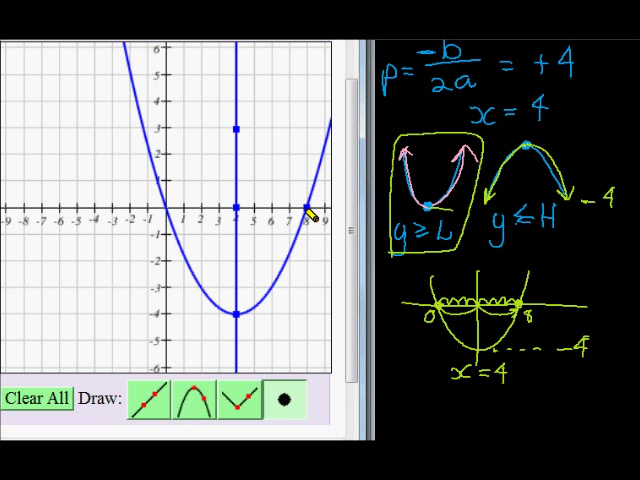 6
5
4
3
2
1
-9 -8 -7 -6 -5 -4 -3 -2 -1 1 2 3 4 5 6 7 8 9
-1
-2
-3
-4
-5
-6
Clear All Draw:
p = -b/2a = +4
x = 4
y ≥ L
y ≤ H
-4
0 8
-4
x = 4